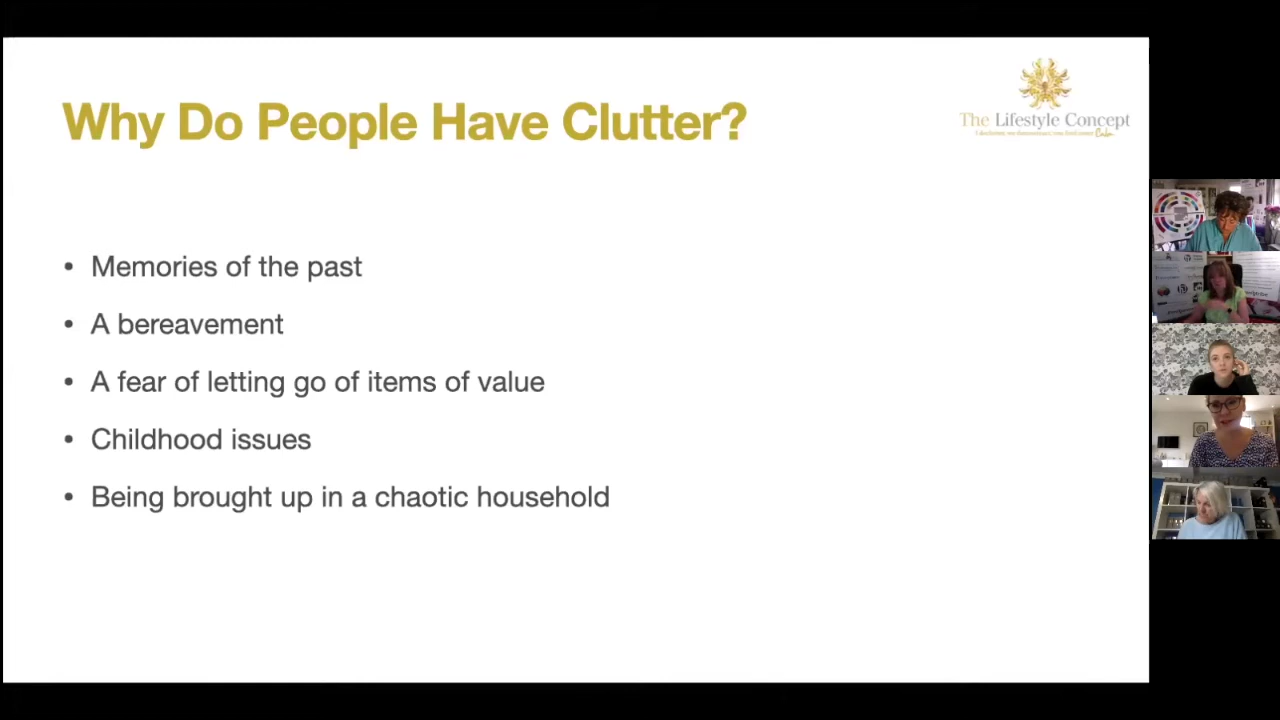 Why Do People Have Clutter?
The Lifestyle Concept
• Memories of the past
• A bereavement
• A fear of letting go of items of value
• Childhood issues
• Being brought up in a chaotic household